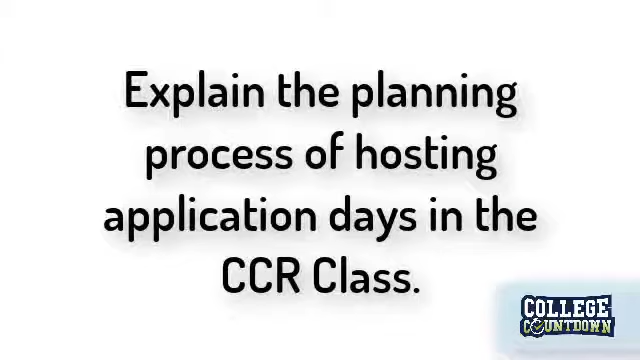 Explain the planning
process of hosting
application days in the
CCR Class.
COLLEGE
COUNTDOWN